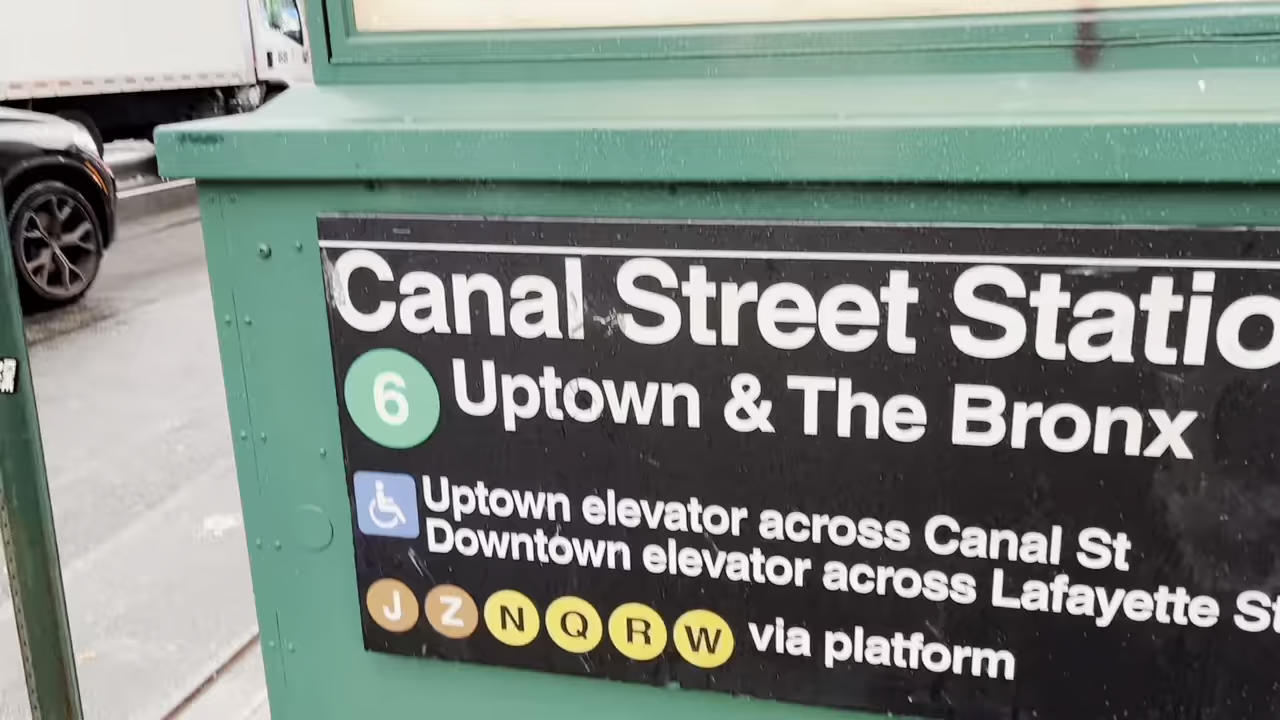 Canal Street Statio
6 Uptown & The Bronx
Uptown elevator across Canal St
Downtown elevator across Lafayette St
J Z N Q R W via platform